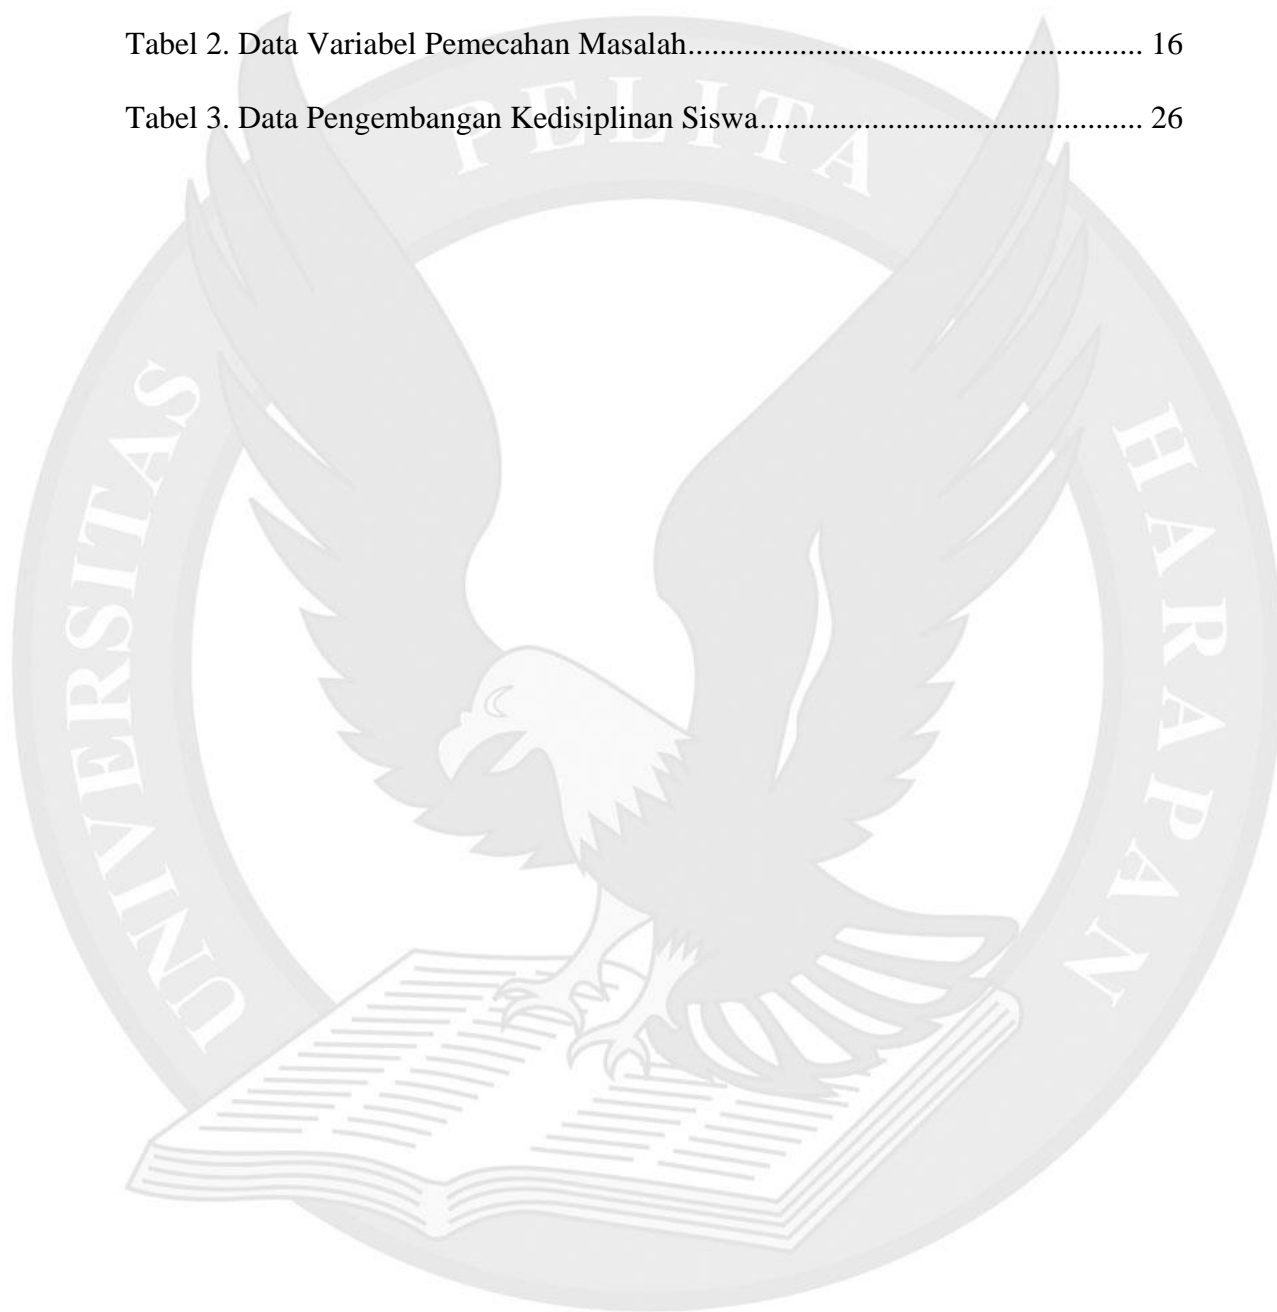 Tabel 2. Data Variabel Pemecahan Masalah........................................................ 16
Tabel 3. Data Pengembangan Kedisiplinan Siswa............................................... 26
UNIVERSITAS PELITA HARAPAN